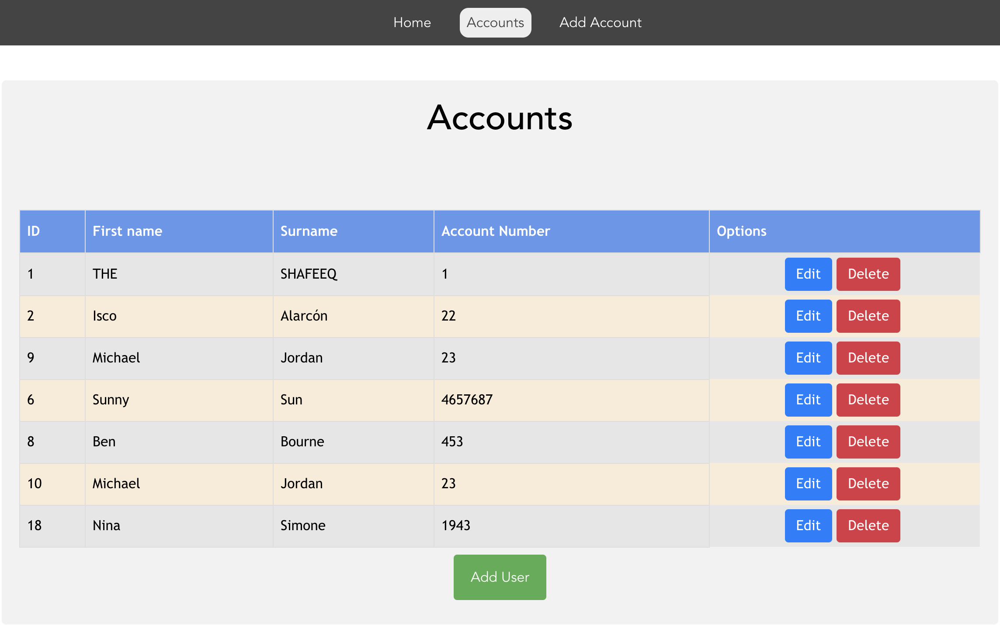 Home Accounts Add Account
Accounts
ID First name Surname Account Number Options
1 THE SHAFEEQ 1 Edit Delete
2 Isco Alarcón 22 Edit Delete
9 Michael Jordan 23 Edit Delete
6 Sunny Sun 4657687 Edit Delete
8 Ben Bourne 453 Edit Delete
10 Michael Jordan 23 Edit Delete
18 Nina Simone 1943 Edit Delete
Add User